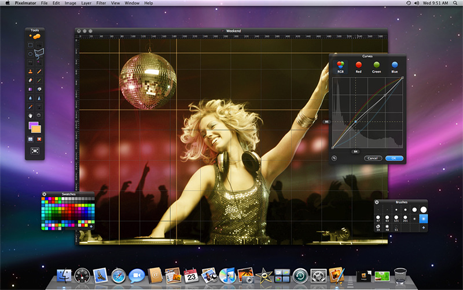 Pixelmator File Edit Image Layer Filter View Window Help
Wed 9:51 AM
Tools
Weekend
Curves
RGB Red Green Blue
Cancel OK
Swatches
Brushes
23